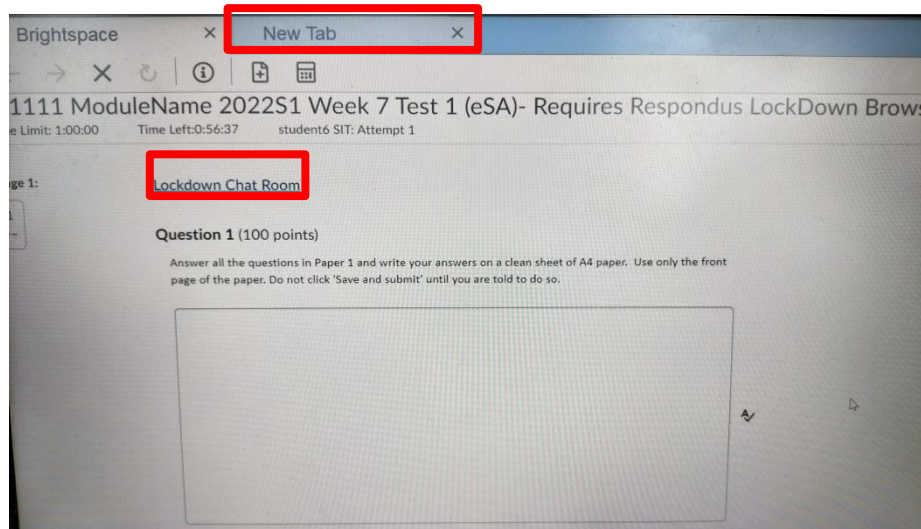 Brightspace × New Tab ×
1111 ModuleName 2022S1 Week 7 Test 1 (eSA)- Requires Respondus LockDown Brows
e Limit: 1:00:00 Time Left:0:56:37 student6 SIT: Attempt 1
ge 1:
Lockdown Chat Room
1
--
Question 1 (100 points)
Answer all the questions in Paper 1 and write your answers on a clean sheet of A4 paper. Use only the front
page of the paper. Do not click 'Save and submit' until you are told to do so.